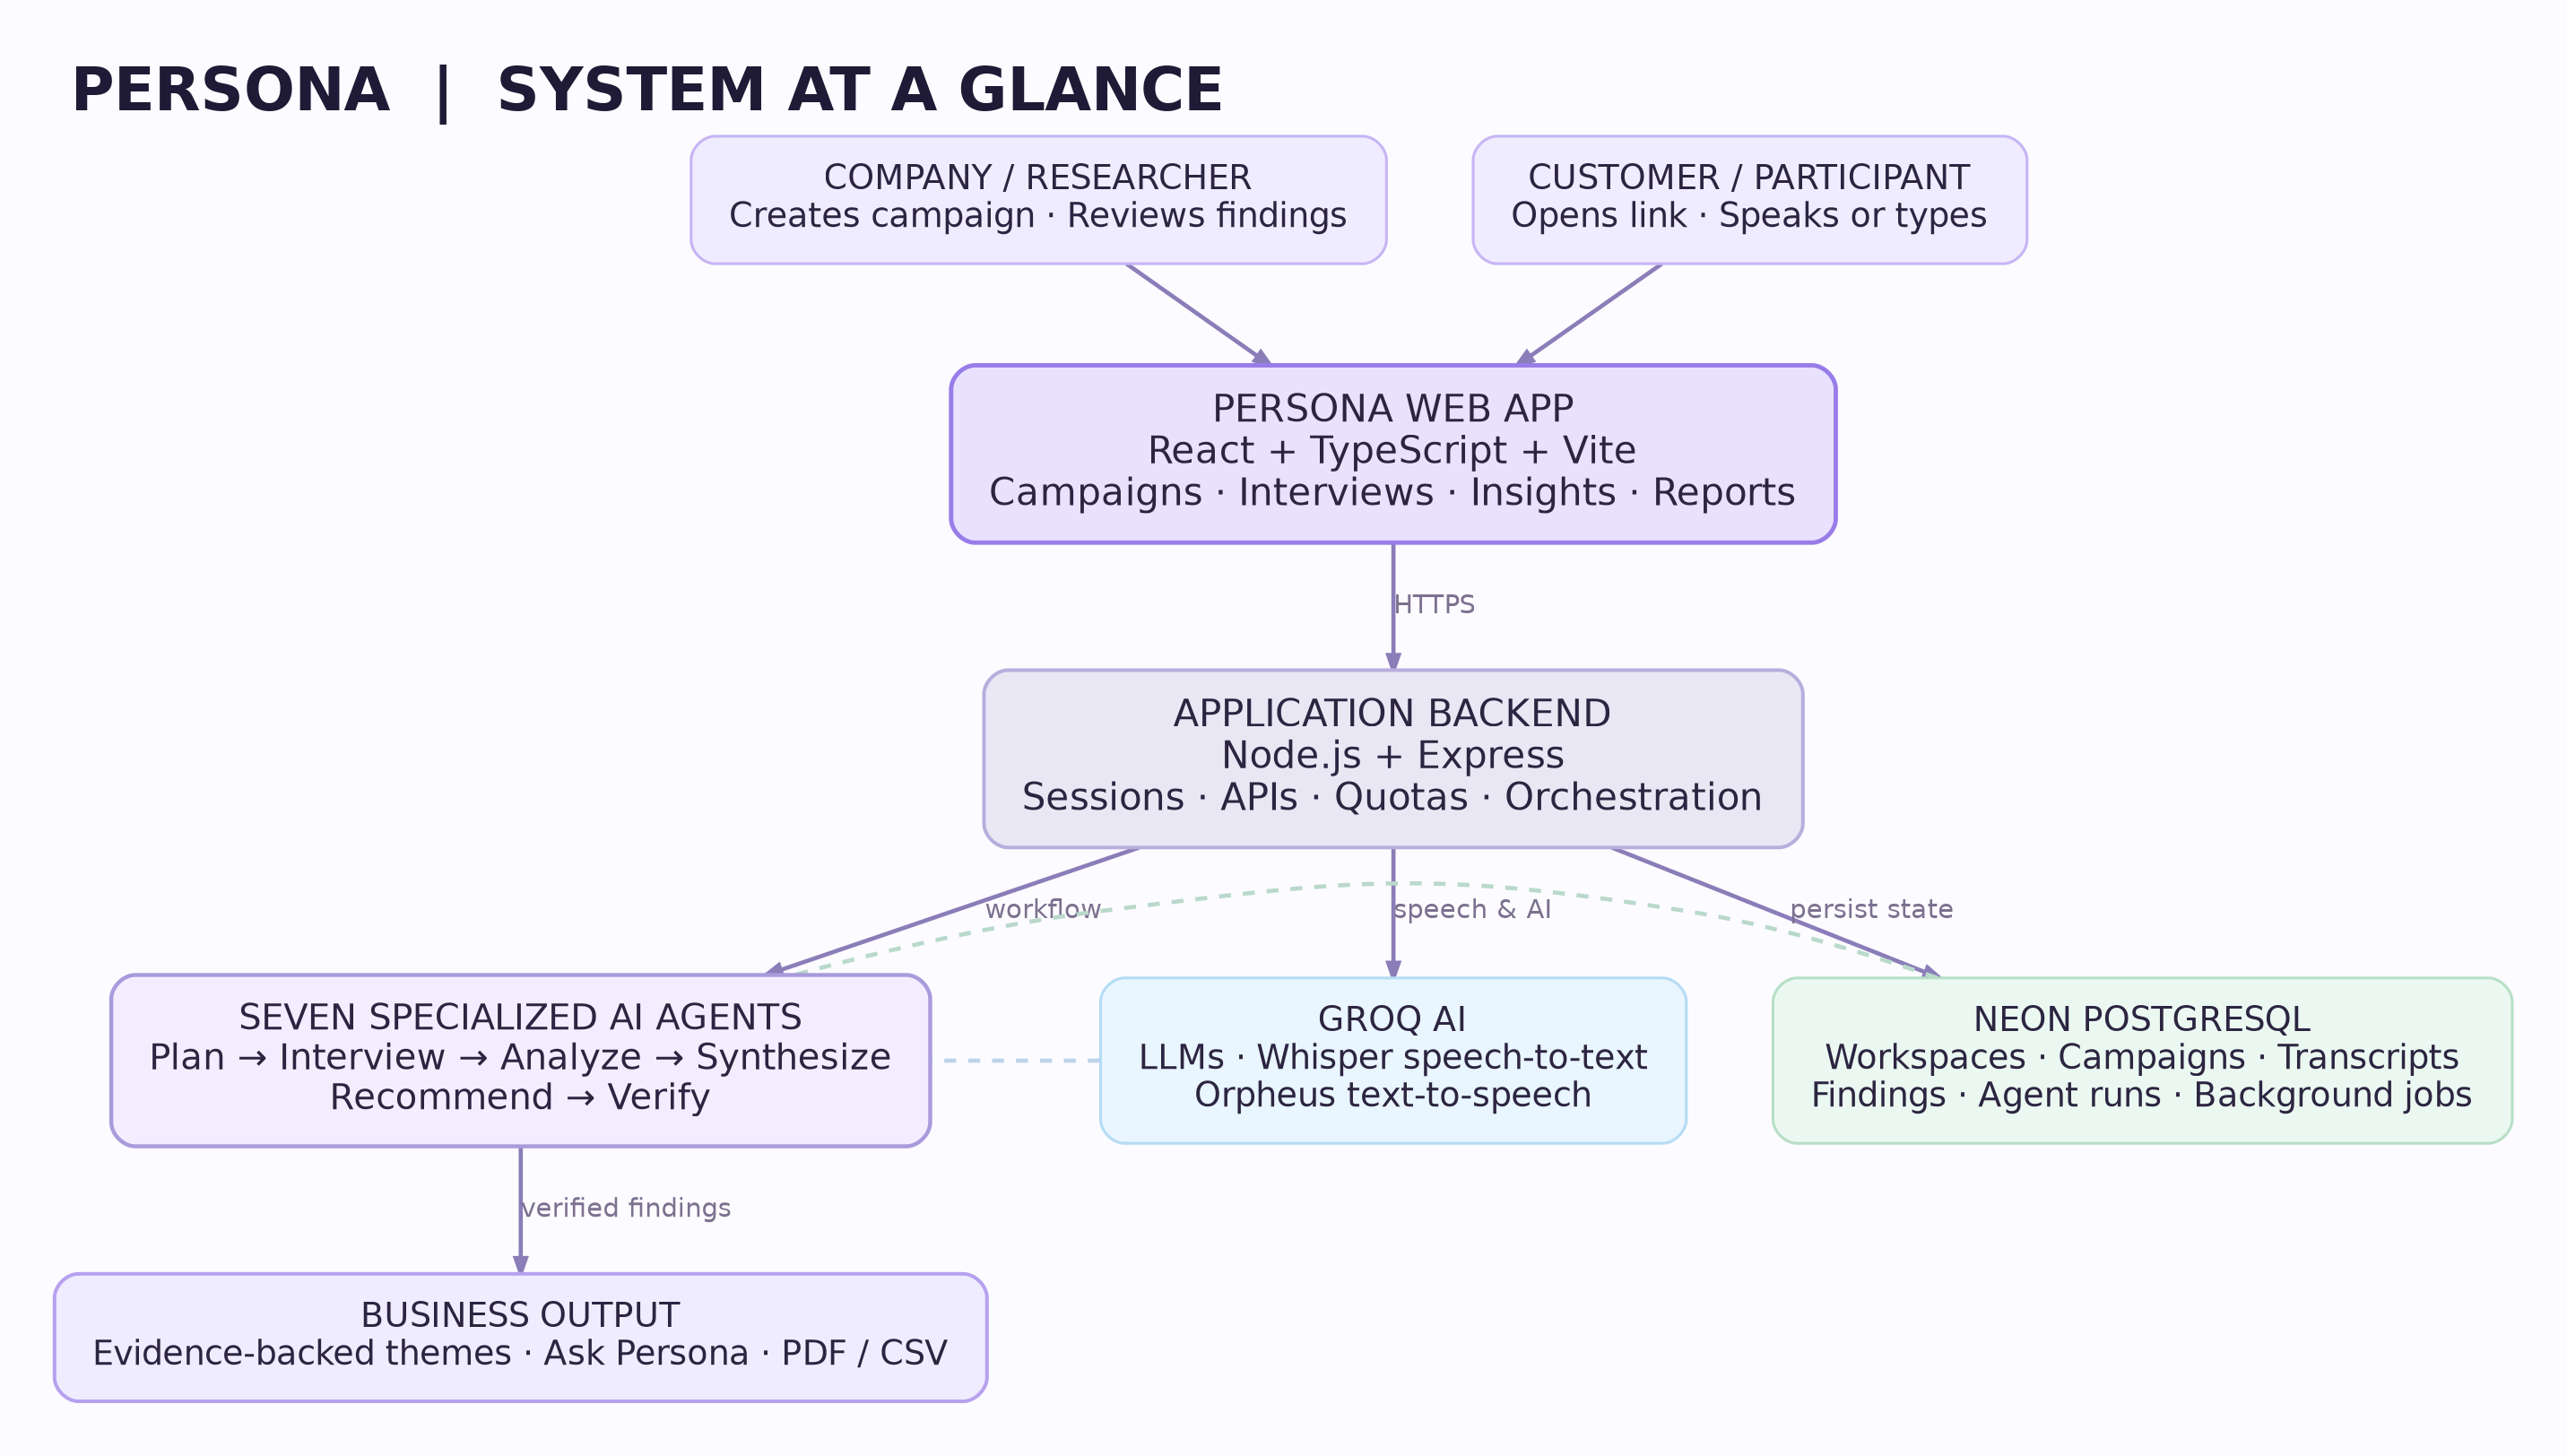 PERSONA | SYSTEM AT A GLANCE
COMPANY / RESEARCHER
Creates campaign · Reviews findings
CUSTOMER / PARTICIPANT
Opens link · Speaks or types
PERSONA WEB APP
React + TypeScript + Vite
Campaigns · Interviews · Insights · Reports
HTTPS
APPLICATION BACKEND
Node.js + Express
Sessions · APIs · Quotas · Orchestration
workflow
speech & AI
persist state
SEVEN SPECIALIZED AI AGENTS
Plan → Interview → Analyze → Synthesize
Recommend → Verify
GROQ AI
LLMs · Whisper speech-to-text
Orpheus text-to-speech
NEON POSTGRESQL
Workspaces · Campaigns · Transcripts
Findings · Agent runs · Background jobs
verified findings
BUSINESS OUTPUT
Evidence-backed themes · Ask Persona · PDF / CSV